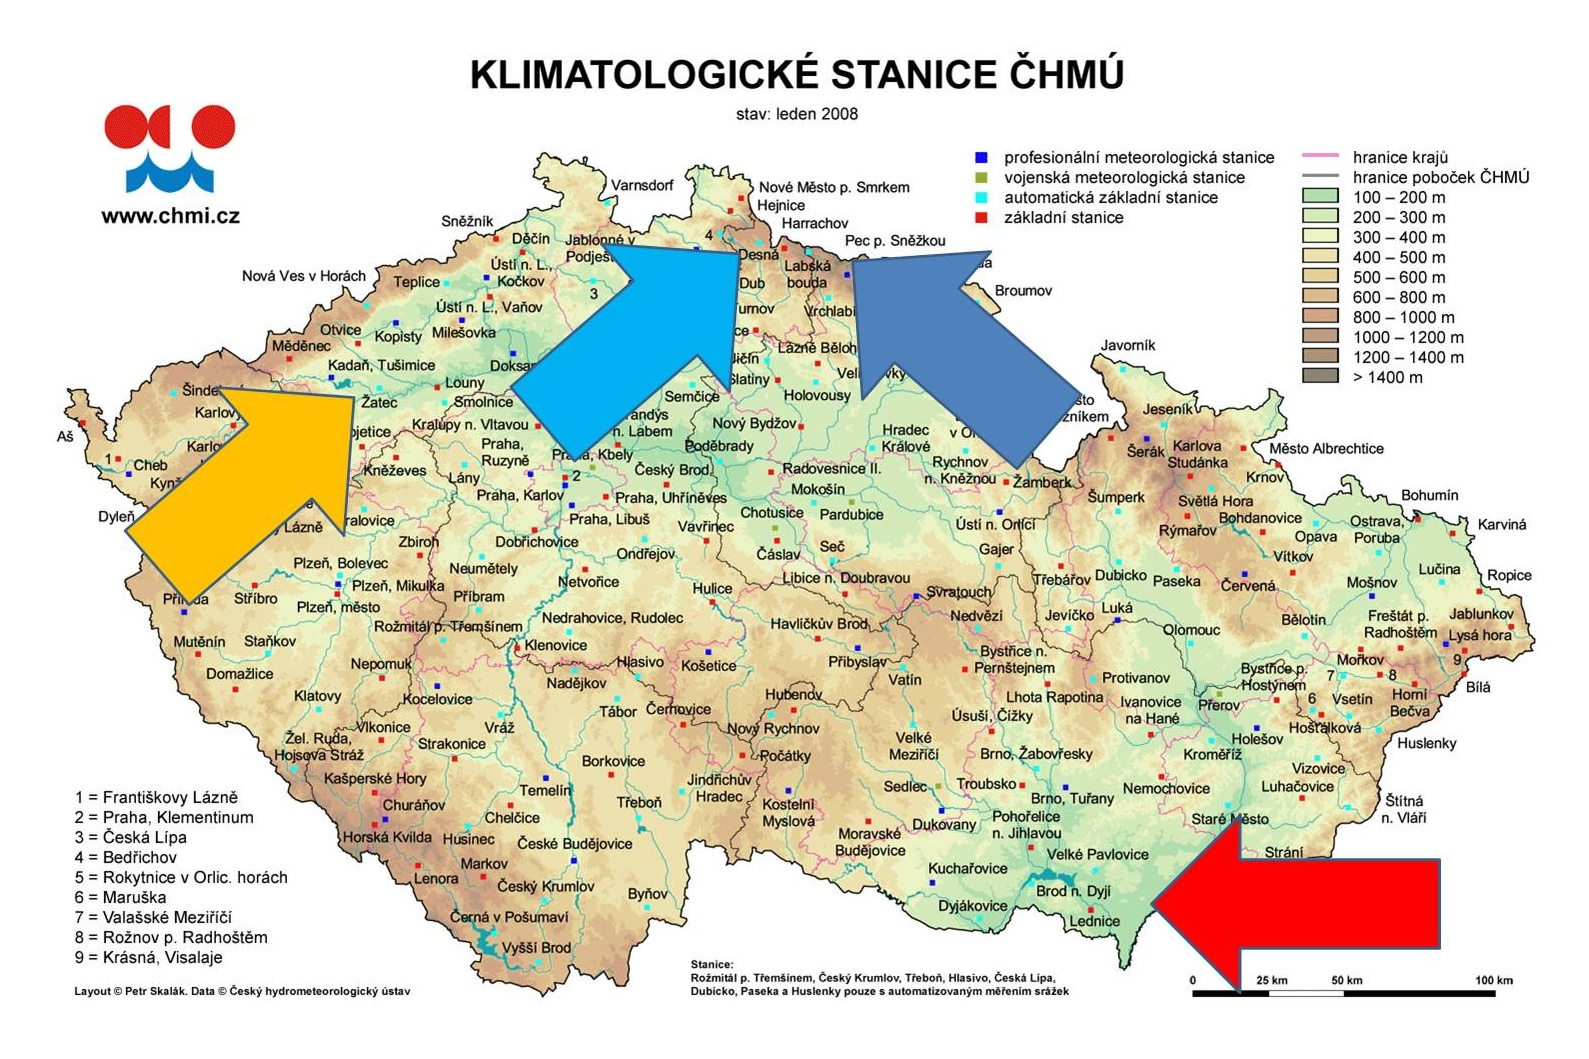 KLIMATOLOGICKÉ STANICE ČHMÚ
stav: leden 2008
www.chmi.cz
profesionální meteorologická stanice
vojenská meteorologická stanice
automatická základní stanice
základní stanice
hranice krajů
hranice poboček ČHMÚ
100 – 200 m
200 – 300 m
300 – 400 m
400 – 500 m
500 – 600 m
600 – 800 m
800 – 1000 m
1000 – 1200 m
1200 – 1400 m
> 1400 m
Varnsdorf
Nové Město p. Smrkem
Hejnice
Harrachov
Pec p. Sněžkou
Sněžník
Děčín
Jablonné v
4
Desná
Labská
bouda
Broumov
Nová Ves v Horách
Teplice
Ústí n. L.,
Kočkov
3
Dub
Vrchlabí
Ústí n. L., Vaňov
Otvice
Kopisty
Milešovka
Měděnec
Kadaň, Tušimice
Javorník
Louny
Smolnice
Žatec
Slatiny
Holovousy
Semčice
Aš
Kralupy n. Vltavou
n. Labem
Nový Bydžov
Jeseník
Praha,
Ruzyně
Poděbrady
Hradec
Králové
Šerák
Karlova
Studánka
Město Albrechtice
1
Cheb
Kněževes
Lány
Praha, Kbely
2
Český Brod
Radovesnice II.
Rychnov
n. Kněžnou
Žamberk
Krnov
Praha, Karlov
Praha, Uhříněves
Mokošín
Šumperk
Světlá Hora
Bohumín
Dyleň
Lázně
Praha, Libuš
Chotusice
Pardubice
Ústí n. Orlicí
Rýmařov
Bohdanovice
Opava
Ostrava,
Poruba
Karviná
Zbiroh
Dobřichovice
Vavřinec
Plzeň, Bolevec
Neumětely
Ondřejov
Čáslav
Seč
Gajer
Vítkov
Plzeň, Mikulka
Netvořice
Libice n. Doubravou
Třebářov
Dubicko
Paseka
Červená
Mošnov
Lučina
Ropice
Stříbro
Plzeň, město
Příbram
Hulice
Svratouch
Nedvězí
Jevíčko
Luká
Jablunkov
Rožmitál p. Třemšínem
Nedrahovice, Rudolec
Havlíčkův Brod
Olomouc
Bělotín
Freštát p.
Radhoštěm
Lysá hora
Mutěnín
Staňkov
Klenovice
Hlasivo
Košetice
Přibyslav
Bystřice n.
Pernštejnem
Bystřice p.
Hostýnem
Mořkov
9
Domažlice
Nepomuk
Nadějkov
Vatín
Protivanov
7
8
Bílá
Klatovy
Kocelovice
Tábor
Černovice
Hubenov
Lhota Rapotina
Ivanovice
na Hané
Přerov
6
Vsetín
Horní
Bečva
Vlkonice
Vráž
Nový Rychnov
Úsuší, Čížky
Hošťálková
Žel. Ruda,
Hojsova Stráž
Strakonice
Počátky
Velké
Meziříčí
Brno, Žabovřesky
Kroměříž
Holešov
Huslenky
Kašperské Hory
Borkovice
Jindřichův
Hradec
Sedlec
Troubsko
Brno, Tuřany
Nemochovice
Vizovice
Luhačovice
Churáňov
Temelín
Chelčice
Třeboň
Kostelní
Myslová
Dukovany
Pohořelice
n. Jihlavou
Staré Město
Štítná
n. Vláří
Horská Kvilda
Husinec
České Budějovice
Moravské
Budějovice
Velké Pavlovice
Strání
Markov
Lenora
Český Krumlov
Byňov
Kuchařovice
Brod n. Dyjí
Černá v Pošumaví
Dyjákovice
Lednice
Vyšší Brod
1 = Františkovy Lázně
2 = Praha, Klementinum
3 = Česká Lípa
4 = Bedřichov
5 = Rokytnice v Orlic. horách
6 = Maruška
7 = Valašské Meziříčí
8 = Rožnov p. Radhoštěm
9 = Krásná, Visalaje
Layout © Petr Skalák. Data © Český hydrometeorologický ústav
Stanice:
Rožmitál p. Třemšínem, Český Krumlov, Třeboň, Hlasivo, Česká Lípa,
Dubicko, Paseka a Huslenky pouze s automatizovaným měřením srážek
0 25 km 50 km 100 km